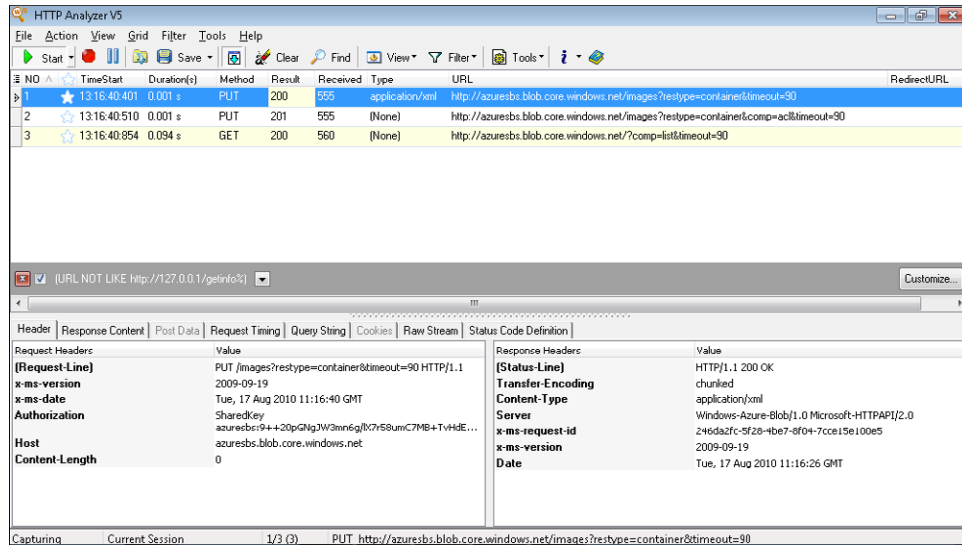 HTTP Analyzer V5
File Action View Grid Filter Tools Help
Start Save Clear Find View Filter Tools i
NO TimeStart Duration(s) Method Result Received Type URL RedirectURL
1 13:16:40:401 0.001 s PUT 200 555 application/xml http://azuresbs.blob.core.windows.net/images?restype=container&timeout=90
2 13:16:40:510 0.001 s PUT 201 555 (None) http://azuresbs.blob.core.windows.net/images?restype=container&comp=acl&timeout=90
3 13:16:40:854 0.094 s GET 200 560 (None) http://azuresbs.blob.core.windows.net/?comp=list&timeout=90
(URL NOT LIKE http://127.0.0.1/getinfo%) Customize...
Header Response Content Post Data Request Timing Query String Cookies Raw Stream Status Code Definition
Request Headers Value Response Headers Value
(Request-Line) PUT /images?restype=container&timeout=90 HTTP/1.1 (Status-Line) HTTP/1.1 200 OK
x-ms-version 2009-09-19 Transfer-Encoding chunked
x-ms-date Tue, 17 Aug 2010 11:16:40 GMT Content-Type application/xml
Authorization SharedKey Server Windows-Azure-Blob/1.0 Microsoft-HTTPAPI/2.0
azuresbs:9++20pGNgJW3mn6g/lX7r58umC7MB+TvHdE... x-ms-request-id 246da2fc-5f28-4be7-8f04-7cce15e100e5
Host azuresbs.blob.core.windows.net x-ms-version 2009-09-19
Content-Length 0 Date Tue, 17 Aug 2010 11:16:26 GMT
Capturing Current Session 1/3 (3) PUT http://azuresbs.blob.core.windows.net/images?restype=container&timeout=90